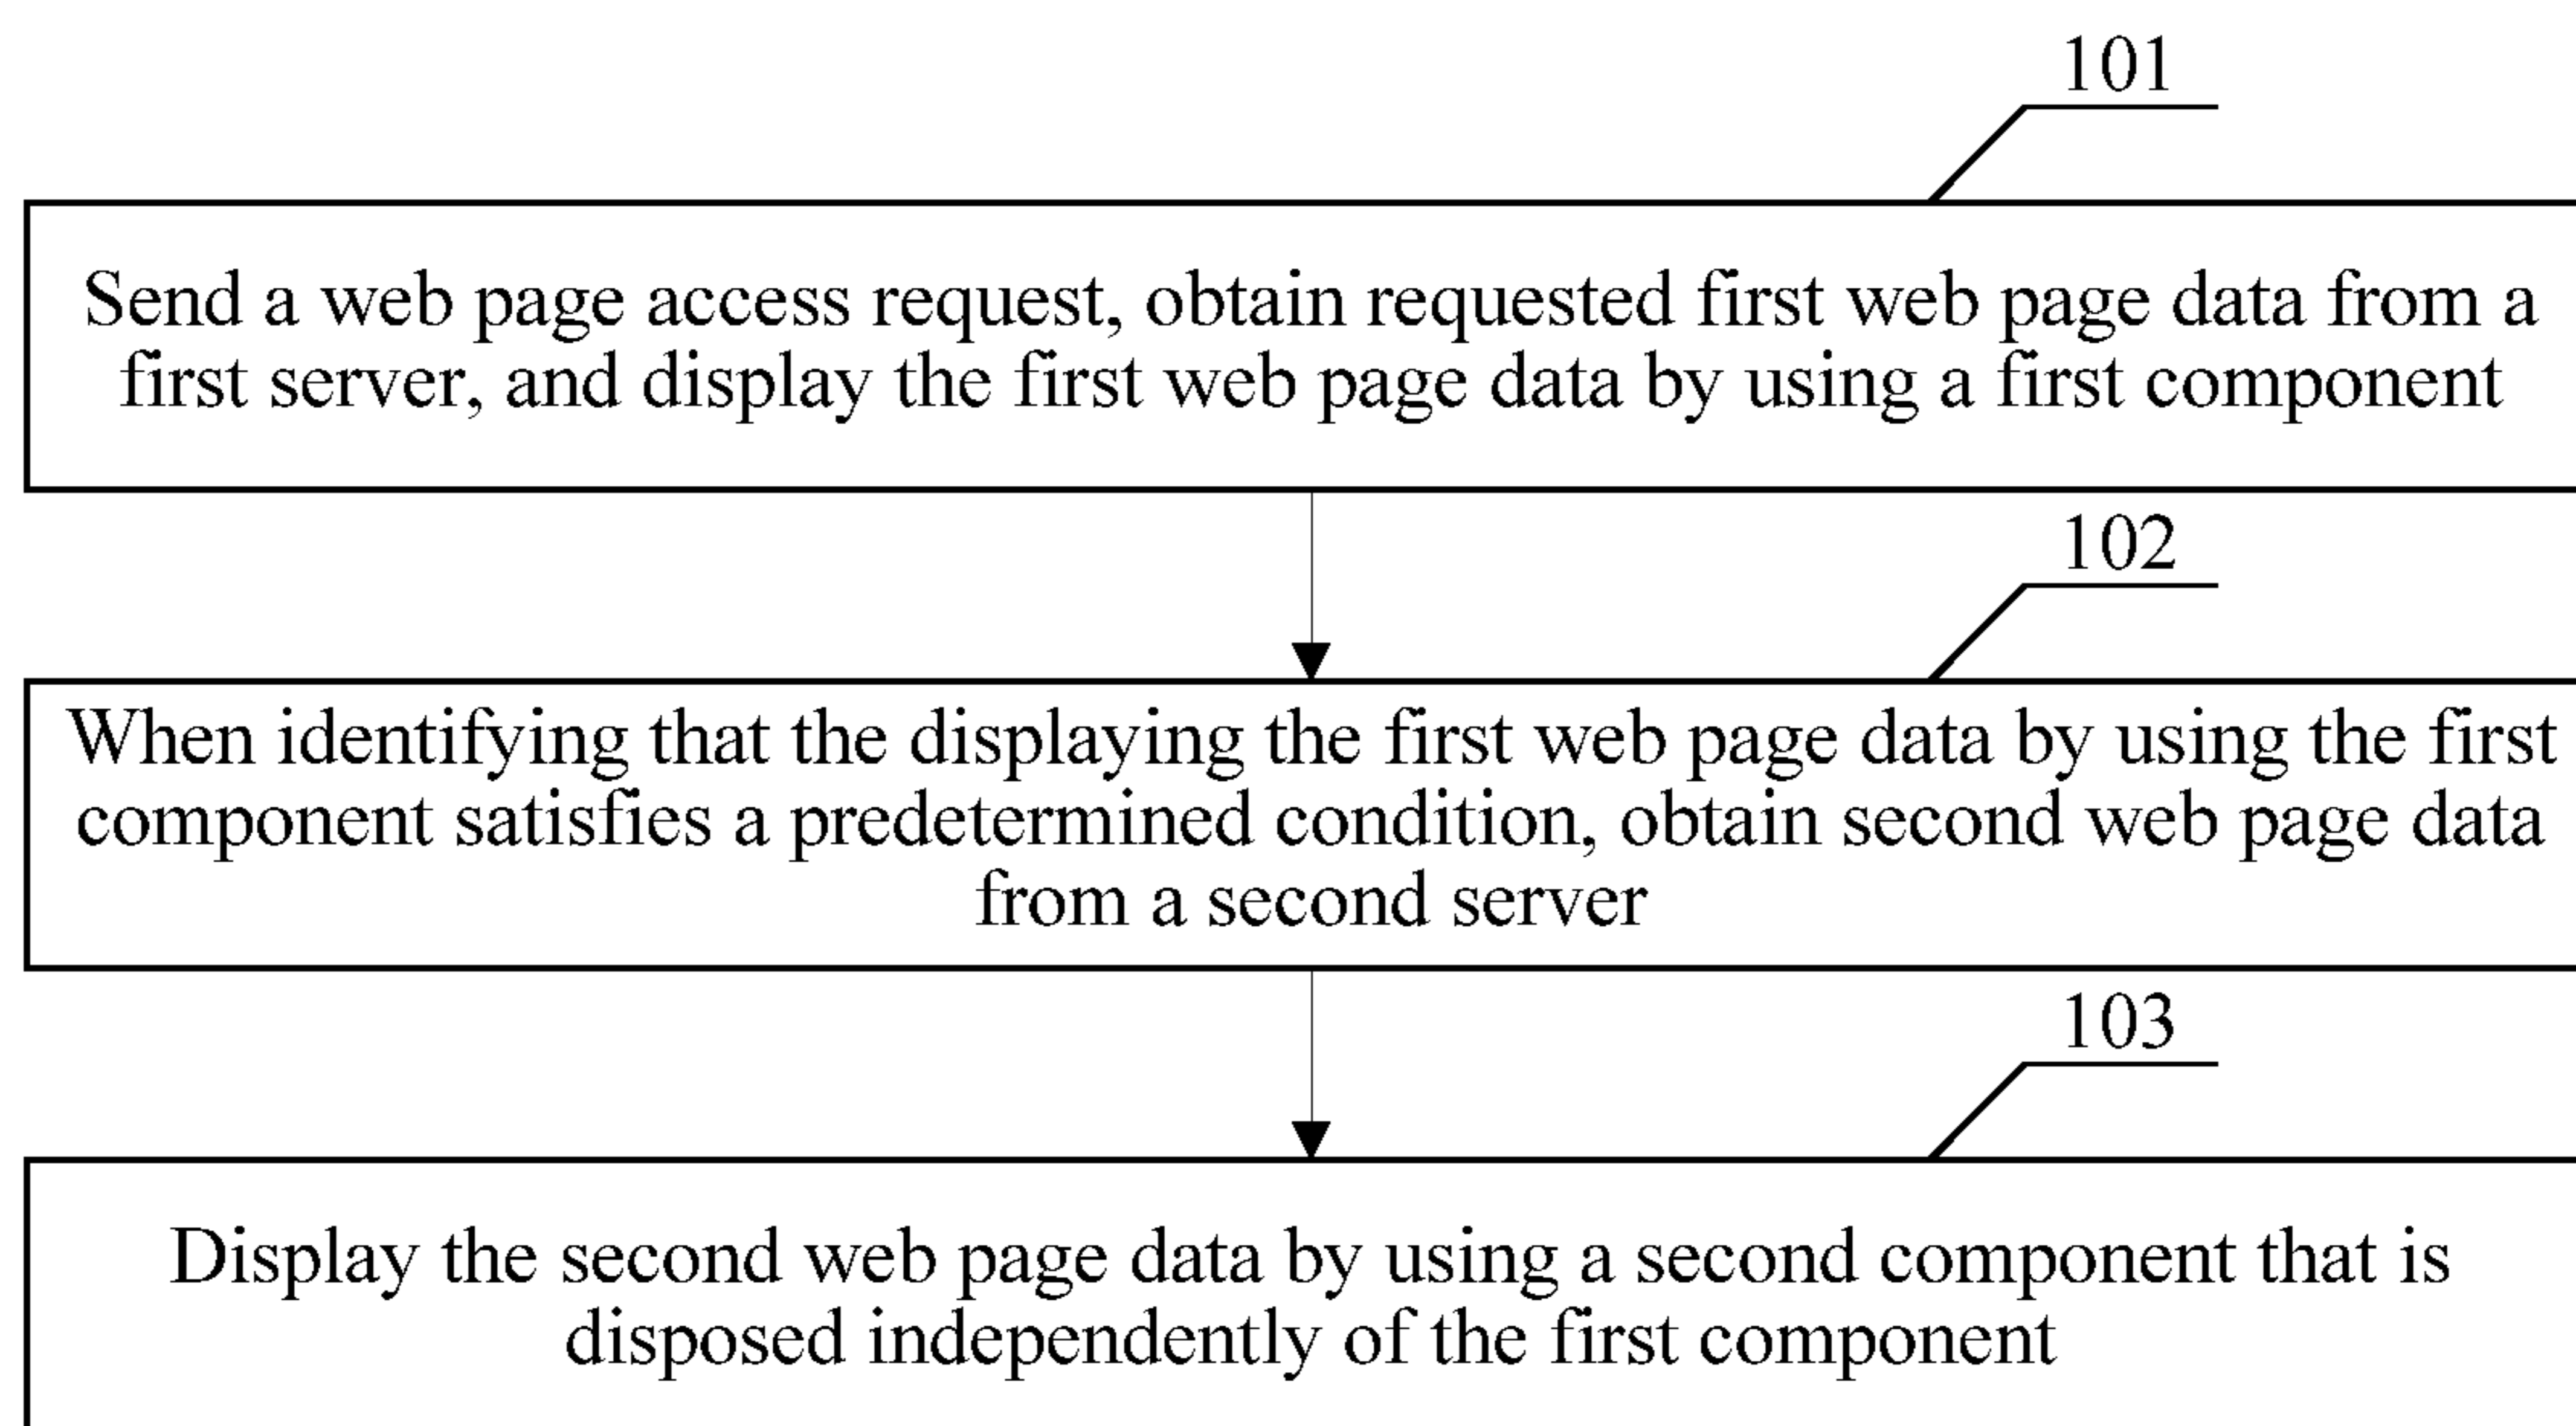 101
Send a web page access request, obtain requested first web page data from a
first server, and display the first web page data by using a first component
102
When identifying that the displaying the first web page data by using the first
component satisfies a predetermined condition, obtain second web page data
from a second server
103
Display the second web page data by using a second component that is
disposed independently of the first component